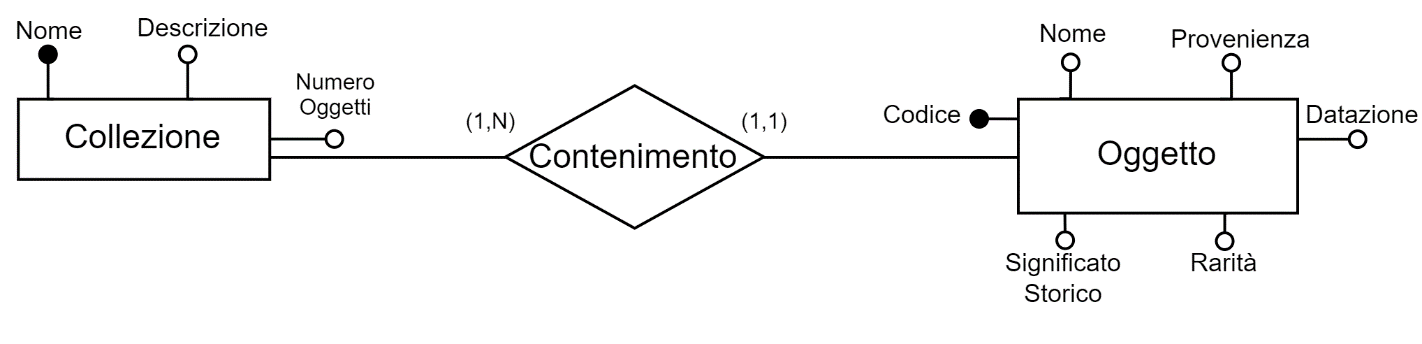 Nome
Descrizione
Numero
Oggetti
Collezione
(1,N)
Contenimento
(1,1)
Nome
Provenienza
Codice
Datazione
Oggetto
Significato
Storico
Rarità